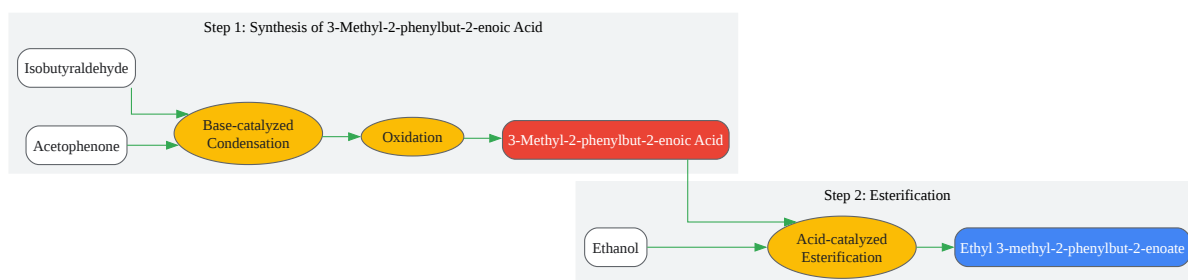 Step 1: Synthesis of 3-Methyl-2-phenylbut-2-enoic Acid
Isobutyraldehyde
Acetophenone
Base-catalyzed
Condensation
Oxidation
3-Methyl-2-phenylbut-2-enoic Acid
Step 2: Esterification
Ethanol
Acid-catalyzed
Esterification
Ethyl 3-methyl-2-phenylbut-2-enoate